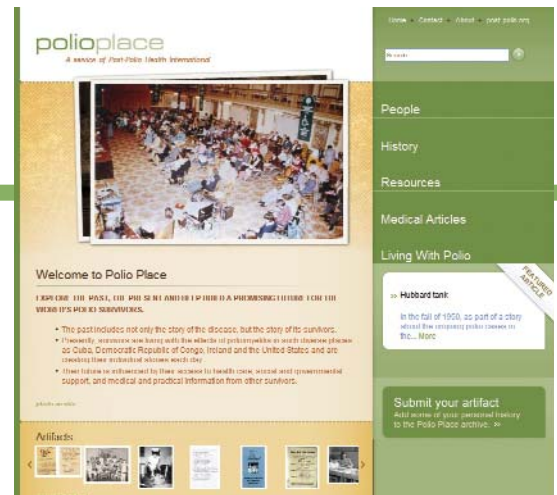 Home • Contact • About • post-polio.org
polioplace
A service of Post-Polio Health International
People
History
Resources
Medical Articles
Living With Polio
Welcome to Polio Place
EXPLORE THE PAST, THE PRESENT AND HELP BUILD A PROMISING FUTURE FOR THE
WORLD'S POLIO SURVIVORS.
• The past includes not only the story of the disease, but the story of its survivors.
• Presently, survivors are living with the effects of poliomyelitis in such diverse places
as Cuba, Democratic Republic of Congo, Ireland and the United States and are
creating their individual stories each day.
• Their future is influenced by their access to health care, social and governmental
support, and medical and practical information from other survivors.
FEATURED
ARTICLE
» Hubbard tank
In the fall of 1950, as part of a story
about the ongoing polio cases in
the... More
Submit your artifact
Add some of your personal history
to the Polio Place archive. »
Artifacts